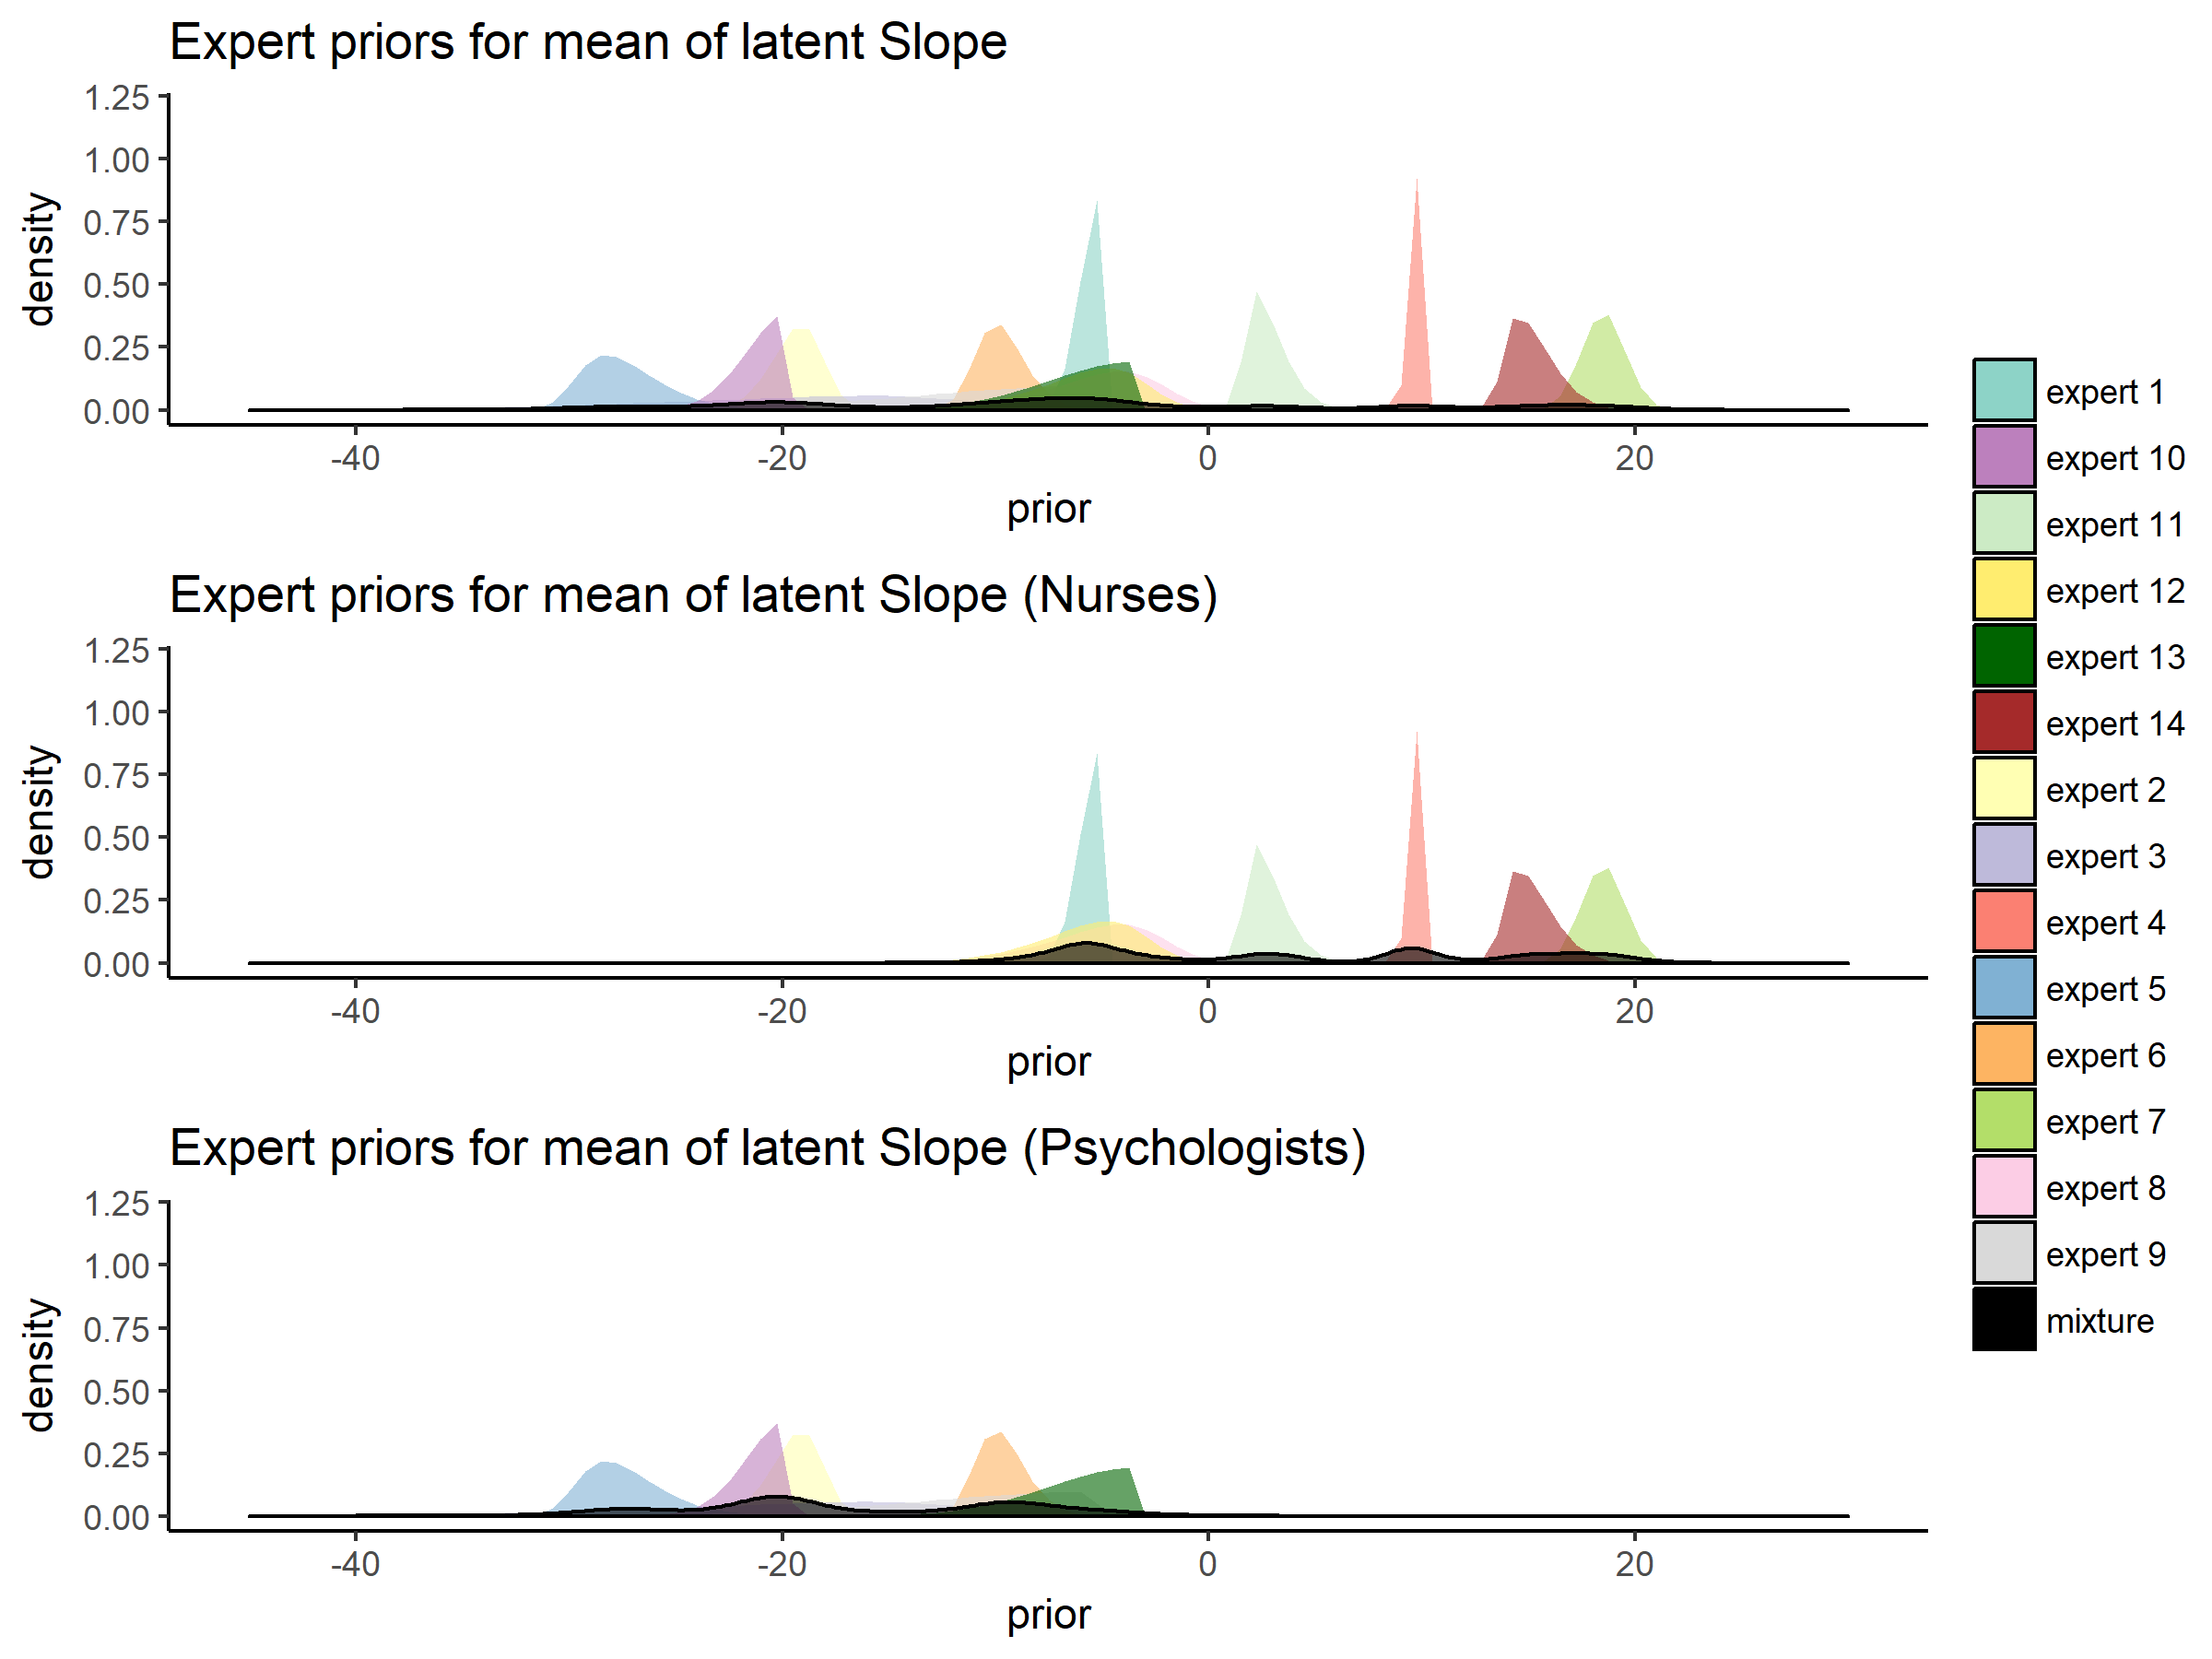 Expert priors for mean of latent Slope
1.25
1.00
0.75
0.50
0.25
0.00
density
-40 -20 0 20
prior
Expert priors for mean of latent Slope (Nurses)
1.25
1.00
0.75
0.50
0.25
0.00
density
-40 -20 0 20
prior
Expert priors for mean of latent Slope (Psychologists)
1.25
1.00
0.75
0.50
0.25
0.00
density
-40 -20 0 20
prior
expert 1
expert 10
expert 11
expert 12
expert 13
expert 14
expert 2
expert 3
expert 4
expert 5
expert 6
expert 7
expert 8
expert 9
mixture